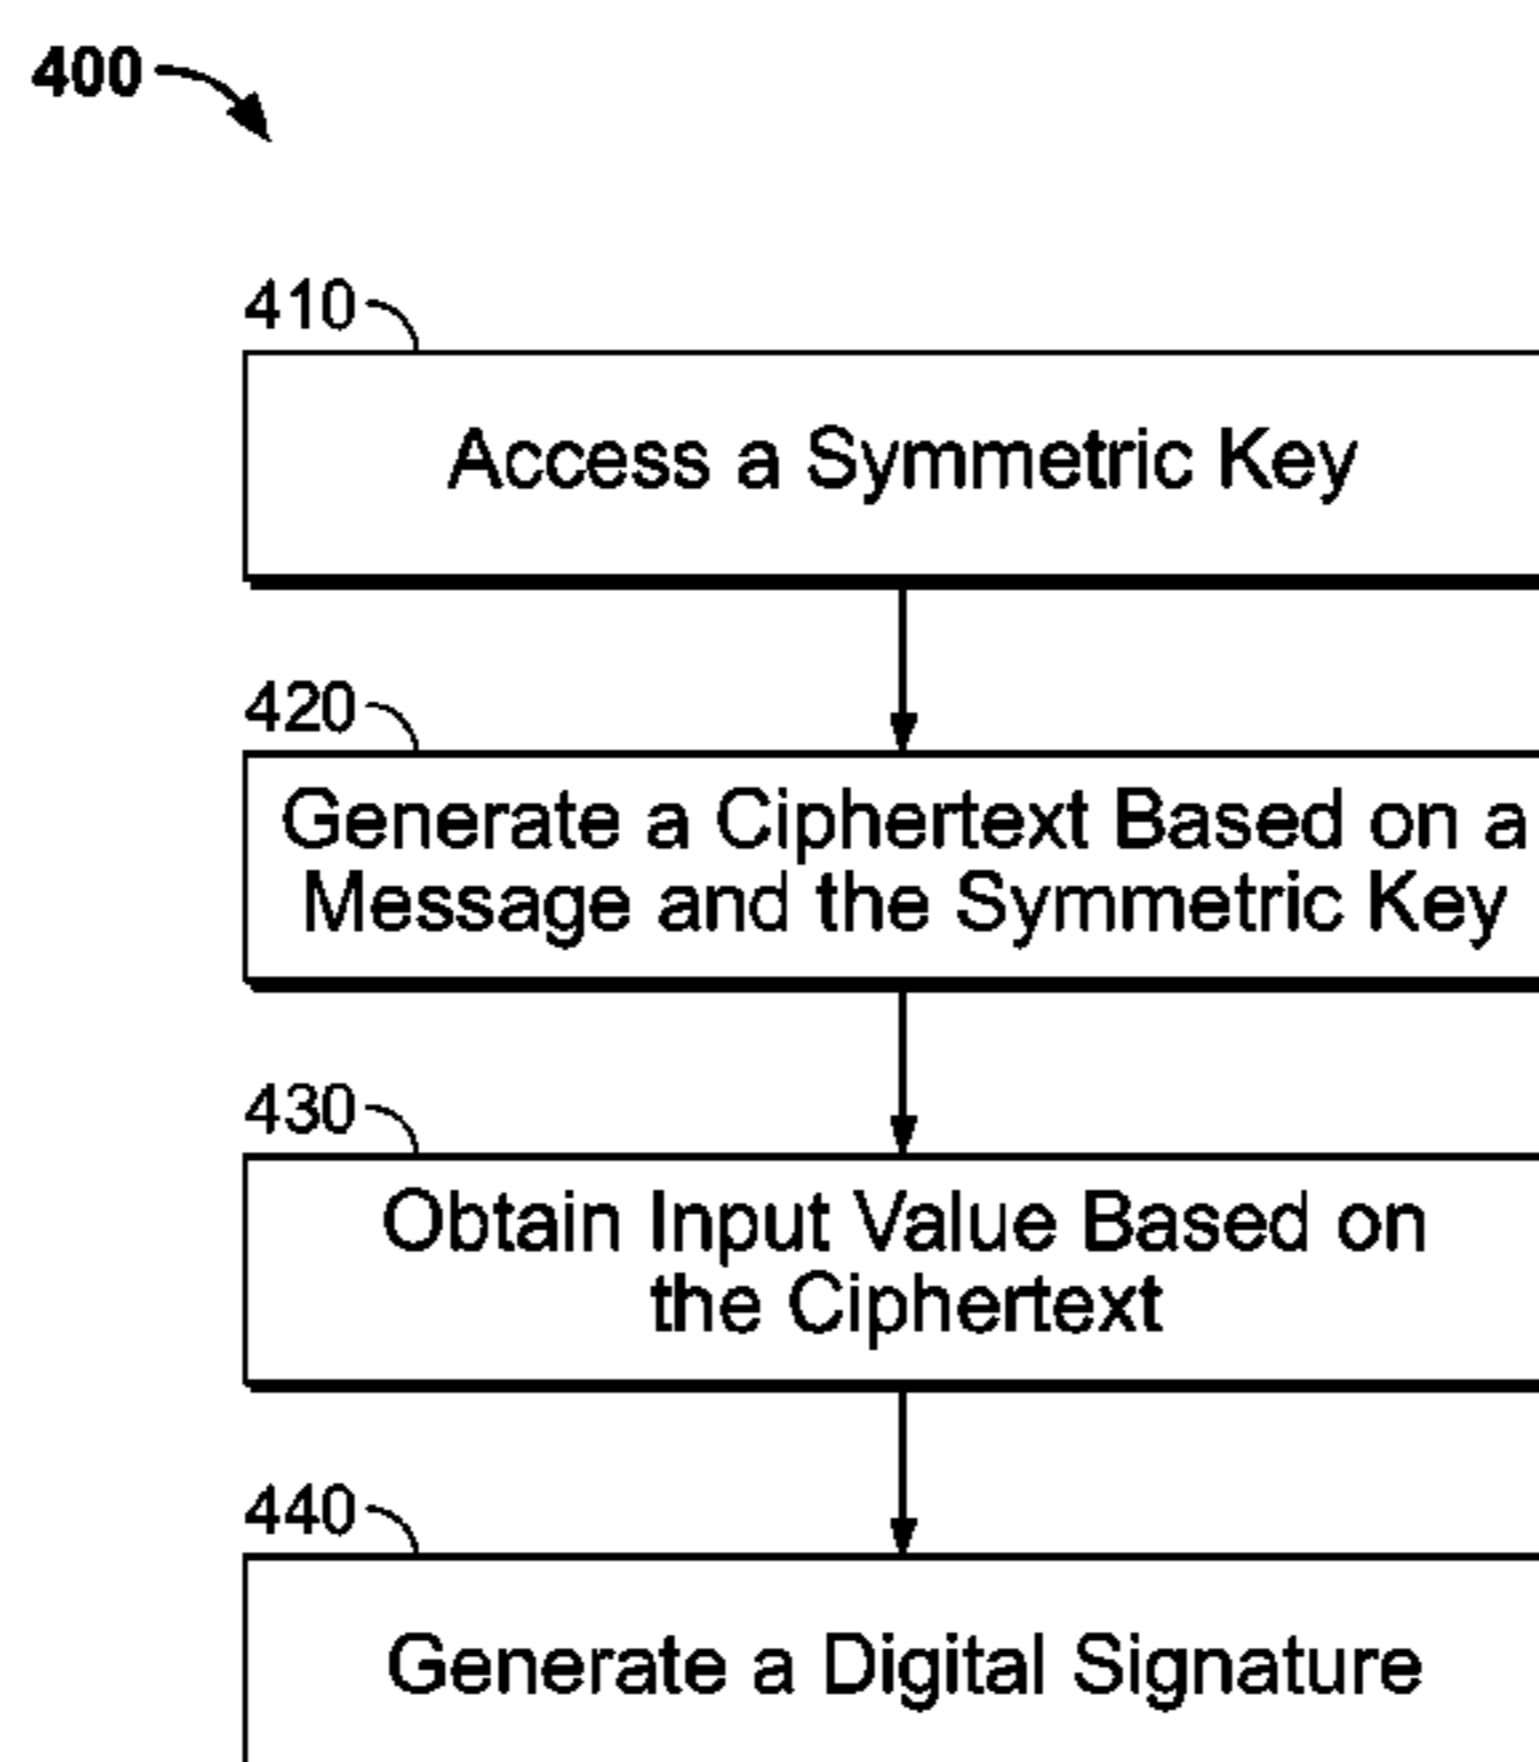 400
410
Access a Symmetric Key
420
Generate a Ciphertext Based on a
Message and the Symmetric Key
430
Obtain Input Value Based on
the Ciphertext
440
Generate a Digital Signature